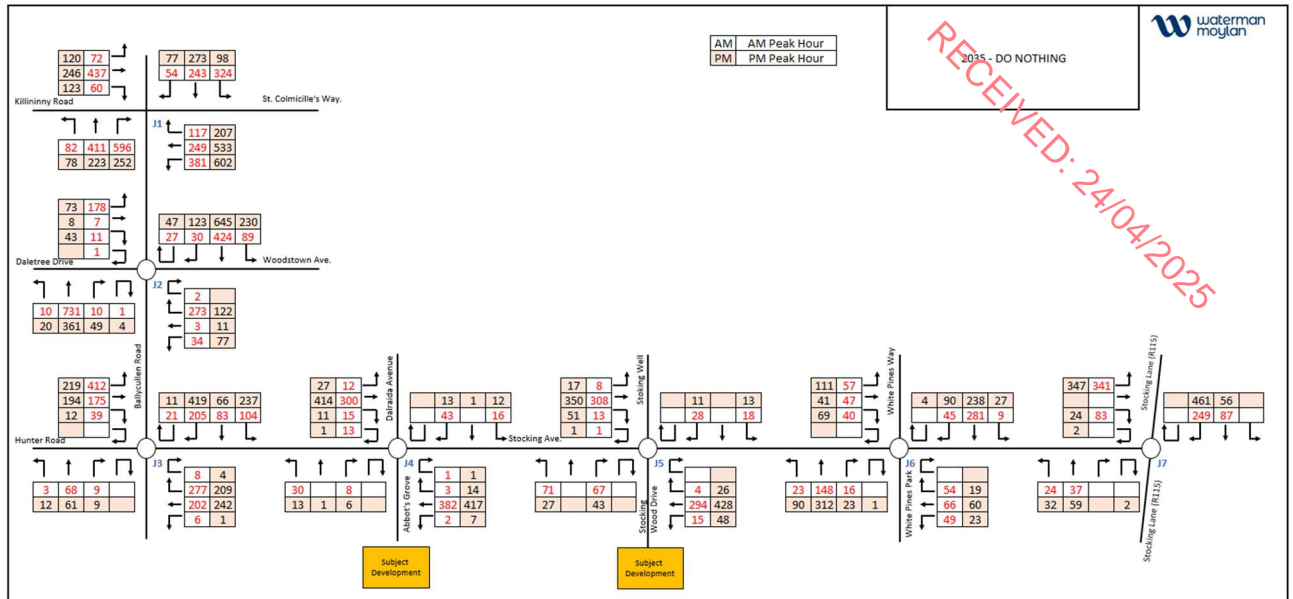 waterman
moylan
AM AM Peak Hour
PM PM Peak Hour
2035 - DO NOTHING
RECEIVED: 24/04/2025
120 72
246 437
123 60
77 273 98
54 243 324
Killininny Road
St. Colmicille's Way.
J1
82 411 596
78 223 252
117 207
249 533
381 602
73 178
8 7
43 11
1
47 123 645 230
27 30 424 89
Daletree Drive
Woodstown Ave.
J2
10 731 10 1
20 361 49 4
2
273 122
3 11
34 77
Ballycullen Road
219 412
194 175
12 39
11 419 66 237
21 205 83 104
Hunter Road
J3
3 68 9
12 61 9
8 4
277 209
202 242
6 1
Dalraida Avenue
27 12
414 300
11 15
1 13
13 1 12
43 16
Stocking Ave.
J4
30 8
13 1 6
Abbot's Grove
1 1
3 14
382 417
2 7
Subject
Development
Stoking Well
17 8
350 308
51 13
1 1
11 13
28 18
J5
71 67
27 43
Stocking
Wood Drive
4 26
294 428
15 48
Subject
Development
White Pines Way
111 57
41 47
69 40
4 90 238 27
45 281 9
J6
23 148 16
90 312 23 1
White Pines Park
54 19
66 60
49 23
Stocking Lane (R115)
347 341
24 83
2
461 56
249 87
J7
24 37
32 59 2
Stocking Lane (R115)